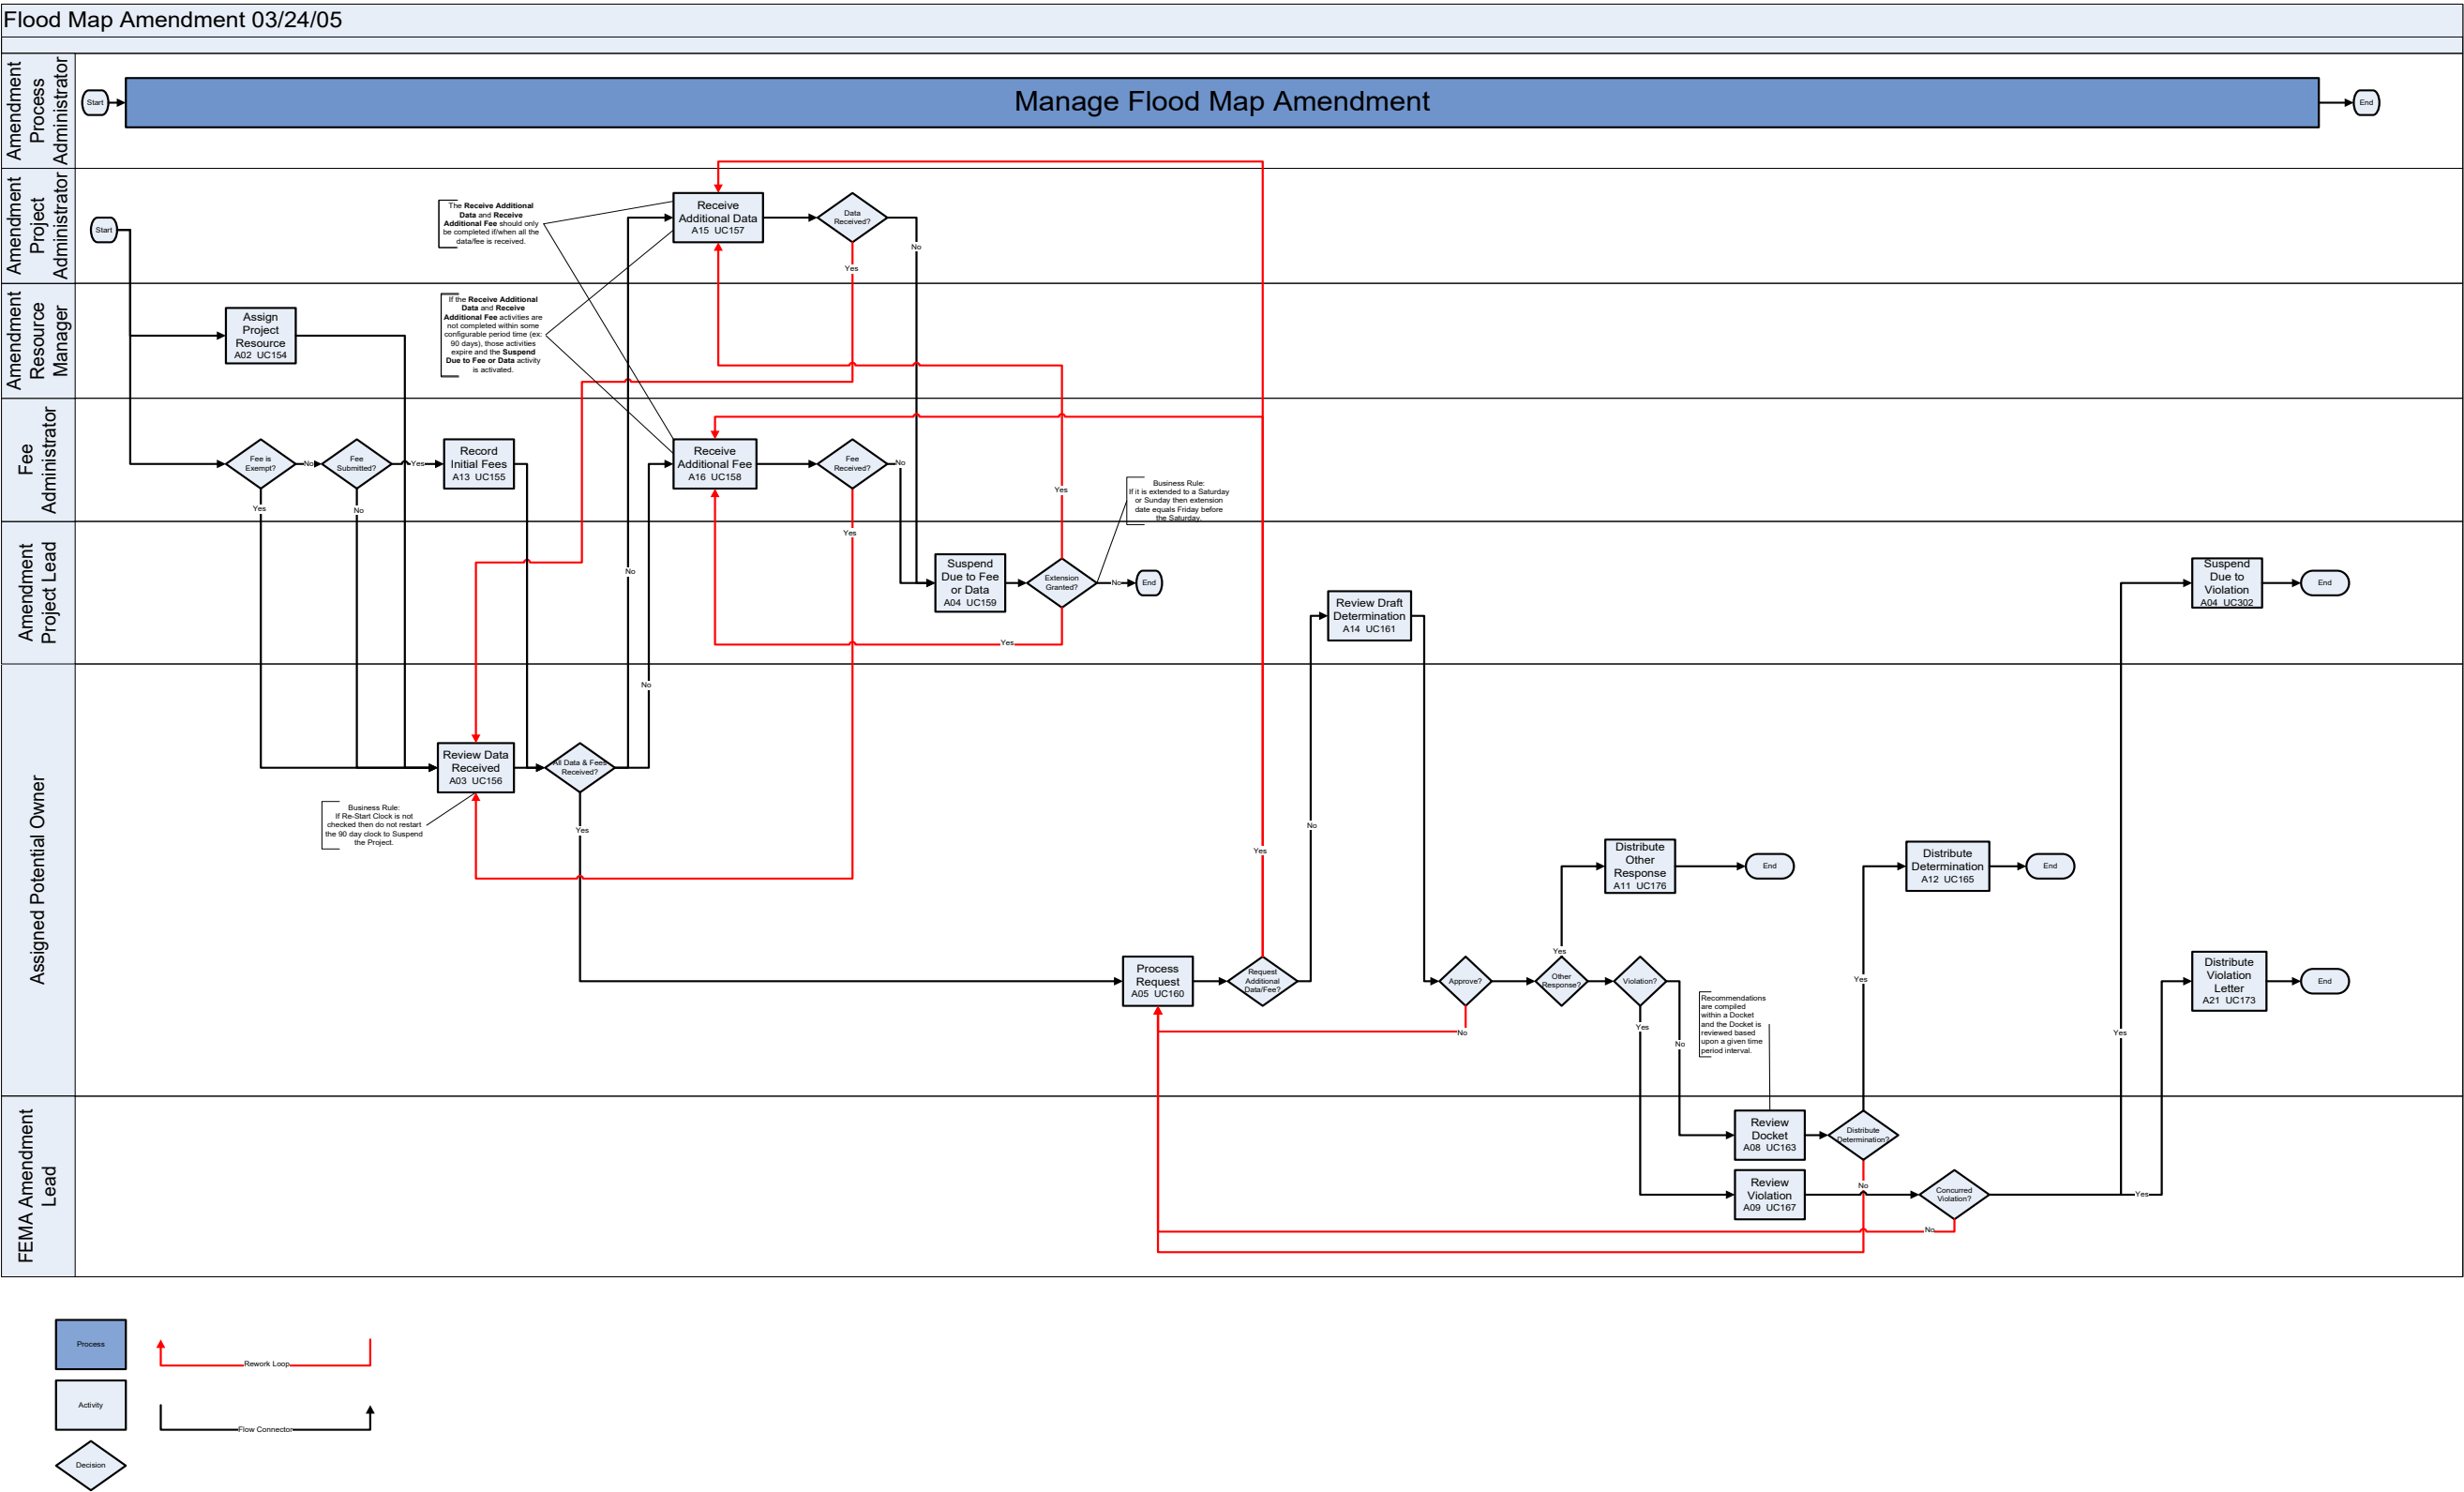 Flood Map Amendment 03/24/05
Amendment
Process
Administrator
Start
Manage Flood Map Amendment
End
Amendment
Project
Administrator
Start
The Receive Additional
Data and Receive
Additional Fee should only
be completed if/when all the
data/fee is received.
Receive
Additional Data
A15 UC157
Data
Received?
No
Yes
Amendment
Resource
Manager
Assign
Project
Resource
A02 UC154
If the Receive Additional
Data and Receive
Additional Fee activities are
not completed within some
configurable period time (ex:
90 days), those activities
expire and the Suspend
Due to Fee or Data activity
is activated.
Fee
Administrator
Fee is
Exempt?
No
Yes
Fee
Submitted?
Yes
No
Record
Initial Fees
A13 UC155
Receive
Additional Fee
A16 UC158
Fee
Received?
No
Yes
Yes
Business Rule:
If it is extended to a Saturday
or Sunday then extension
date equals Friday before
the Saturday.
Amendment
Project Lead
No
Suspend
Due to Fee
or Data
A04 UC159
Extension
Granted?
No
End
Yes
Review Draft
Determination
A14 UC161
Suspend
Due to
Violation
A04 UC302
End
Assigned Potential Owner
No
Review Data
Received
A03 UC156
All Data & Fees
Received?
Yes
Business Rule:
If Re-Start Clock is not
checked then do not restart
the 90 day clock to Suspend
the Project.
Yes
No
Process
Request
A05 UC160
Request
Additional
Data/Fee?
Approve?
No
Other
Response?
Yes
Distribute
Other
Response
A11 UC176
End
Violation?
Yes
No
Recommendations
are compiled
within a Docket
and the Docket is
reviewed based
upon a given time
period interval.
Distribute
Determination
A12 UC165
End
Yes
Yes
Distribute
Violation
Letter
A21 UC173
End
FEMA Amendment
Lead
Review
Docket
A08 UC163
Distribute
Determination?
No
Review
Violation
A09 UC167
Concurred
Violation?
Yes
No
Process
Rework Loop
Activity
Flow Connector
Decision